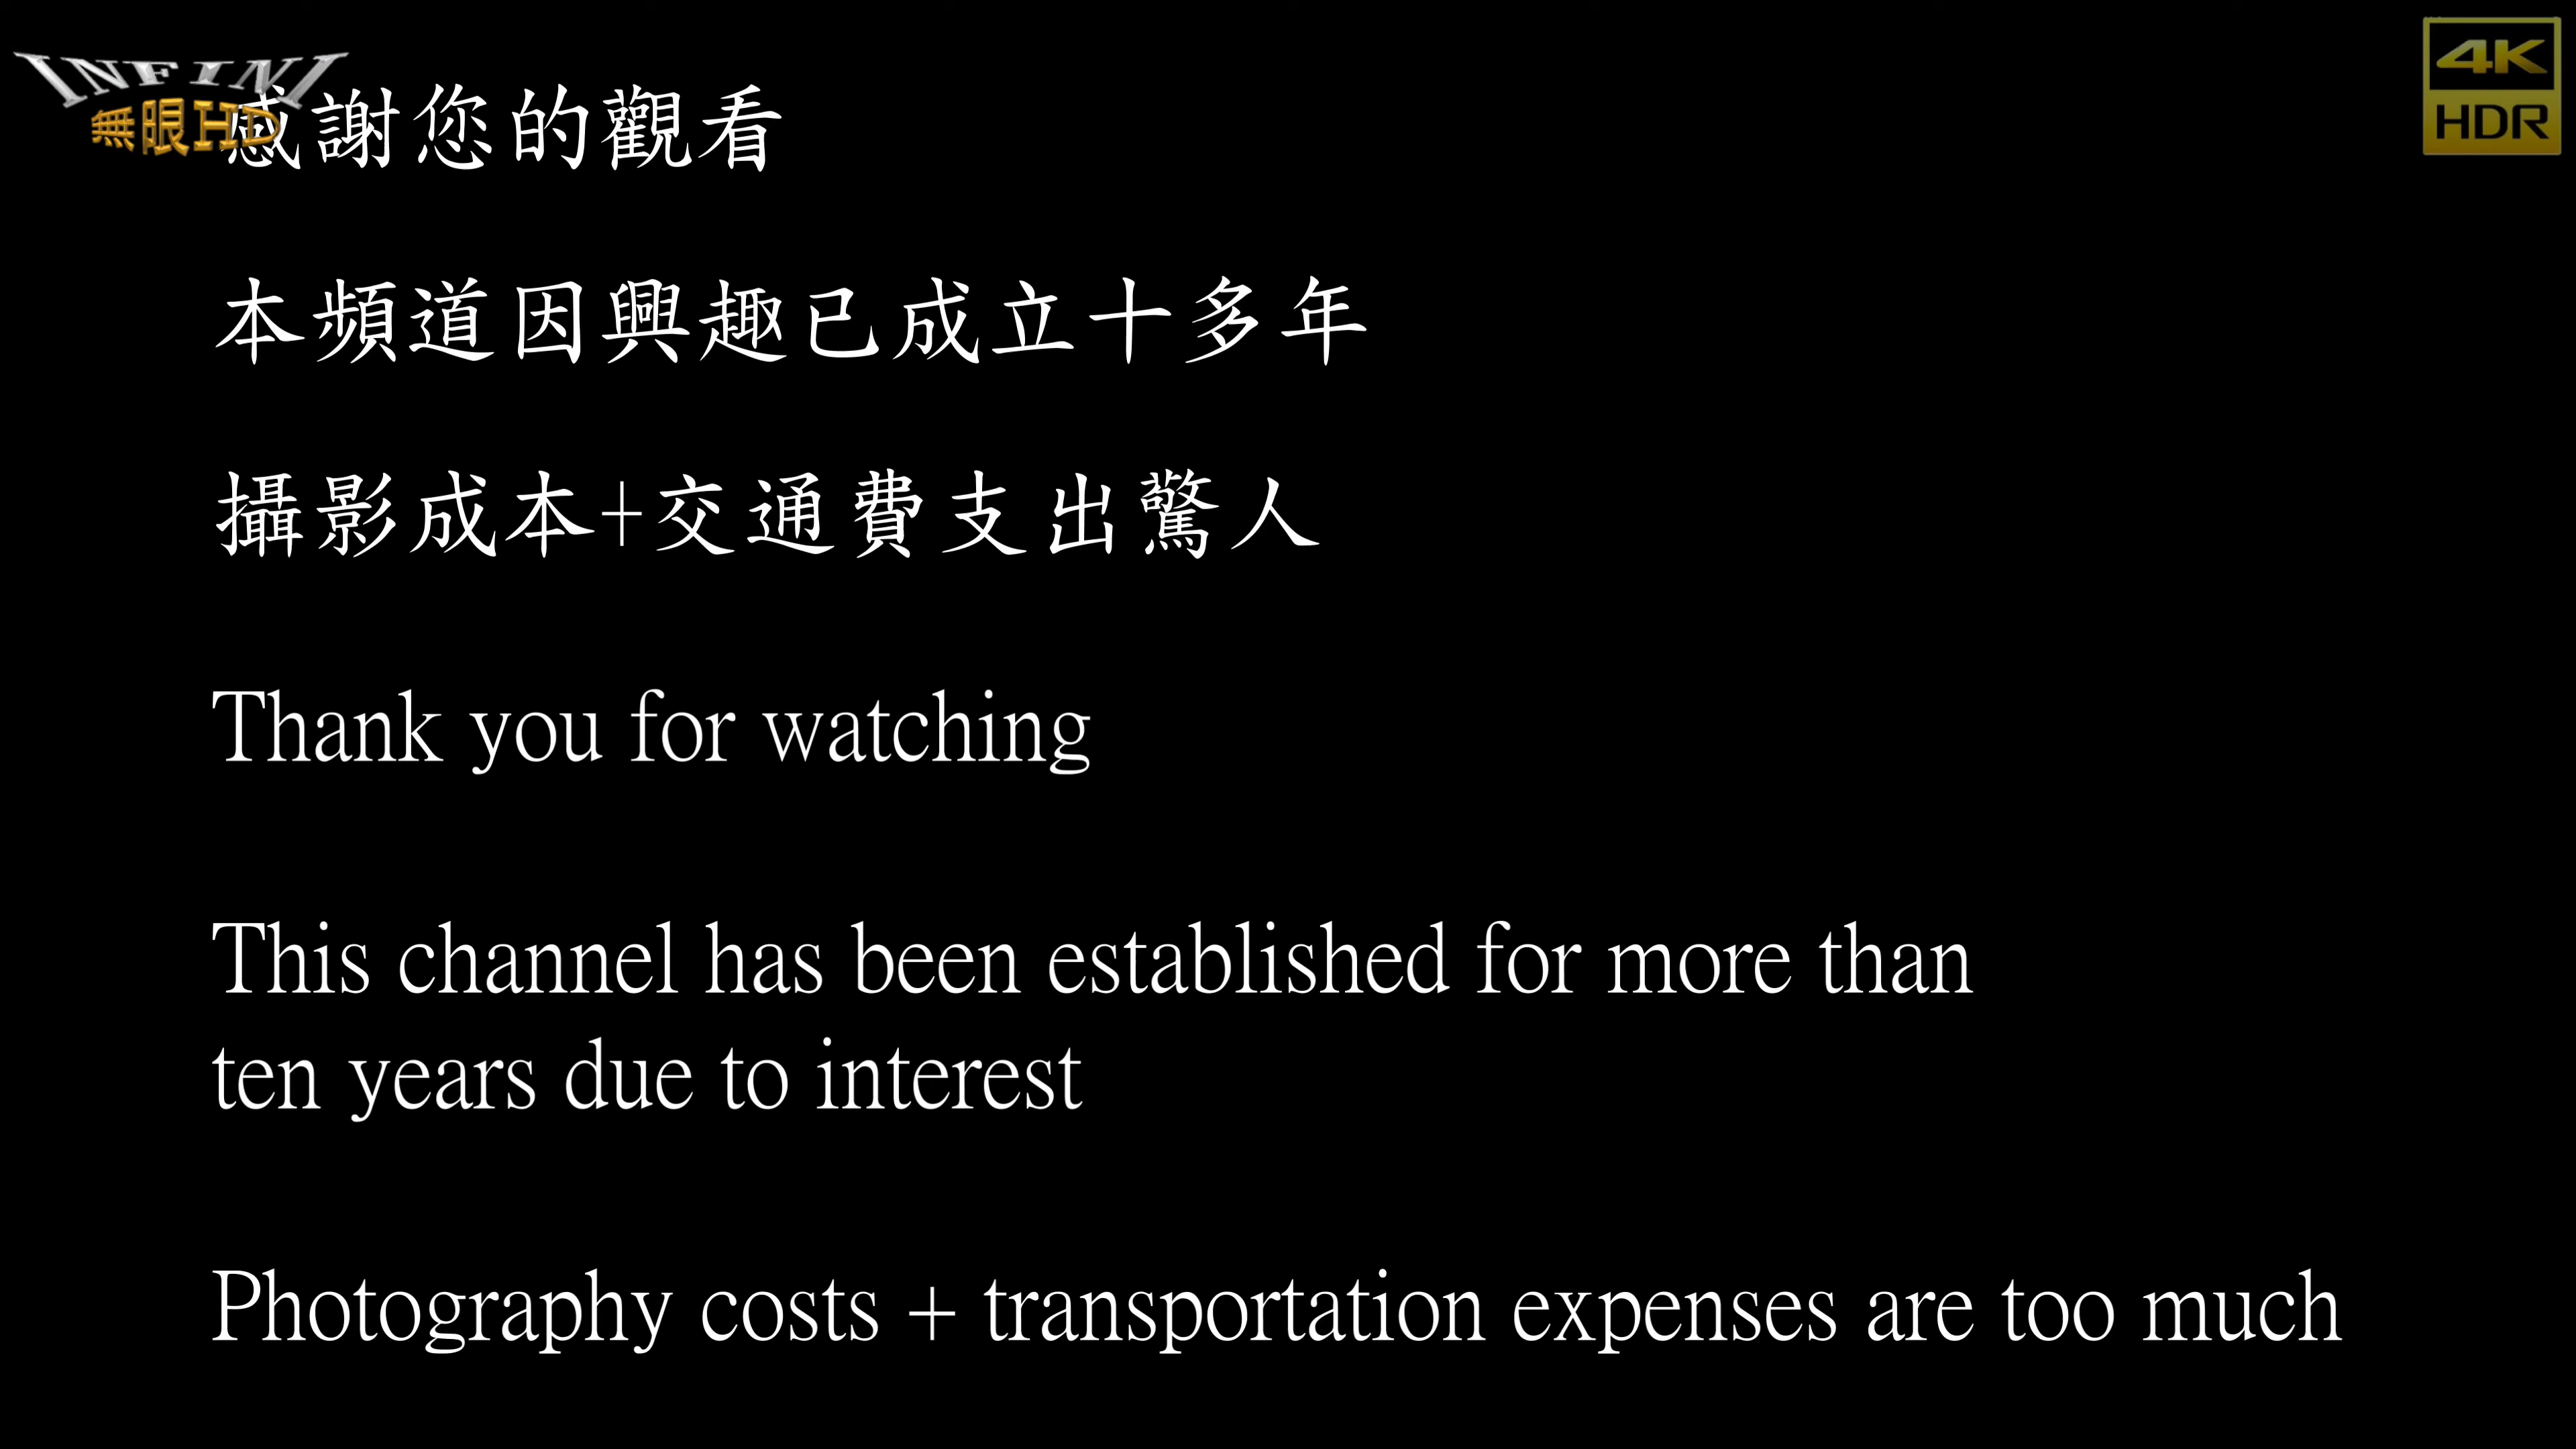 INFINI
無限HD
4K
HDR
感謝您的觀看
本頻道因興趣已成立十多年
攝影成本+交通費支出驚人
Thank you for watching
This channel has been established for more than
ten years due to interest
Photography costs + transportation expenses are too much